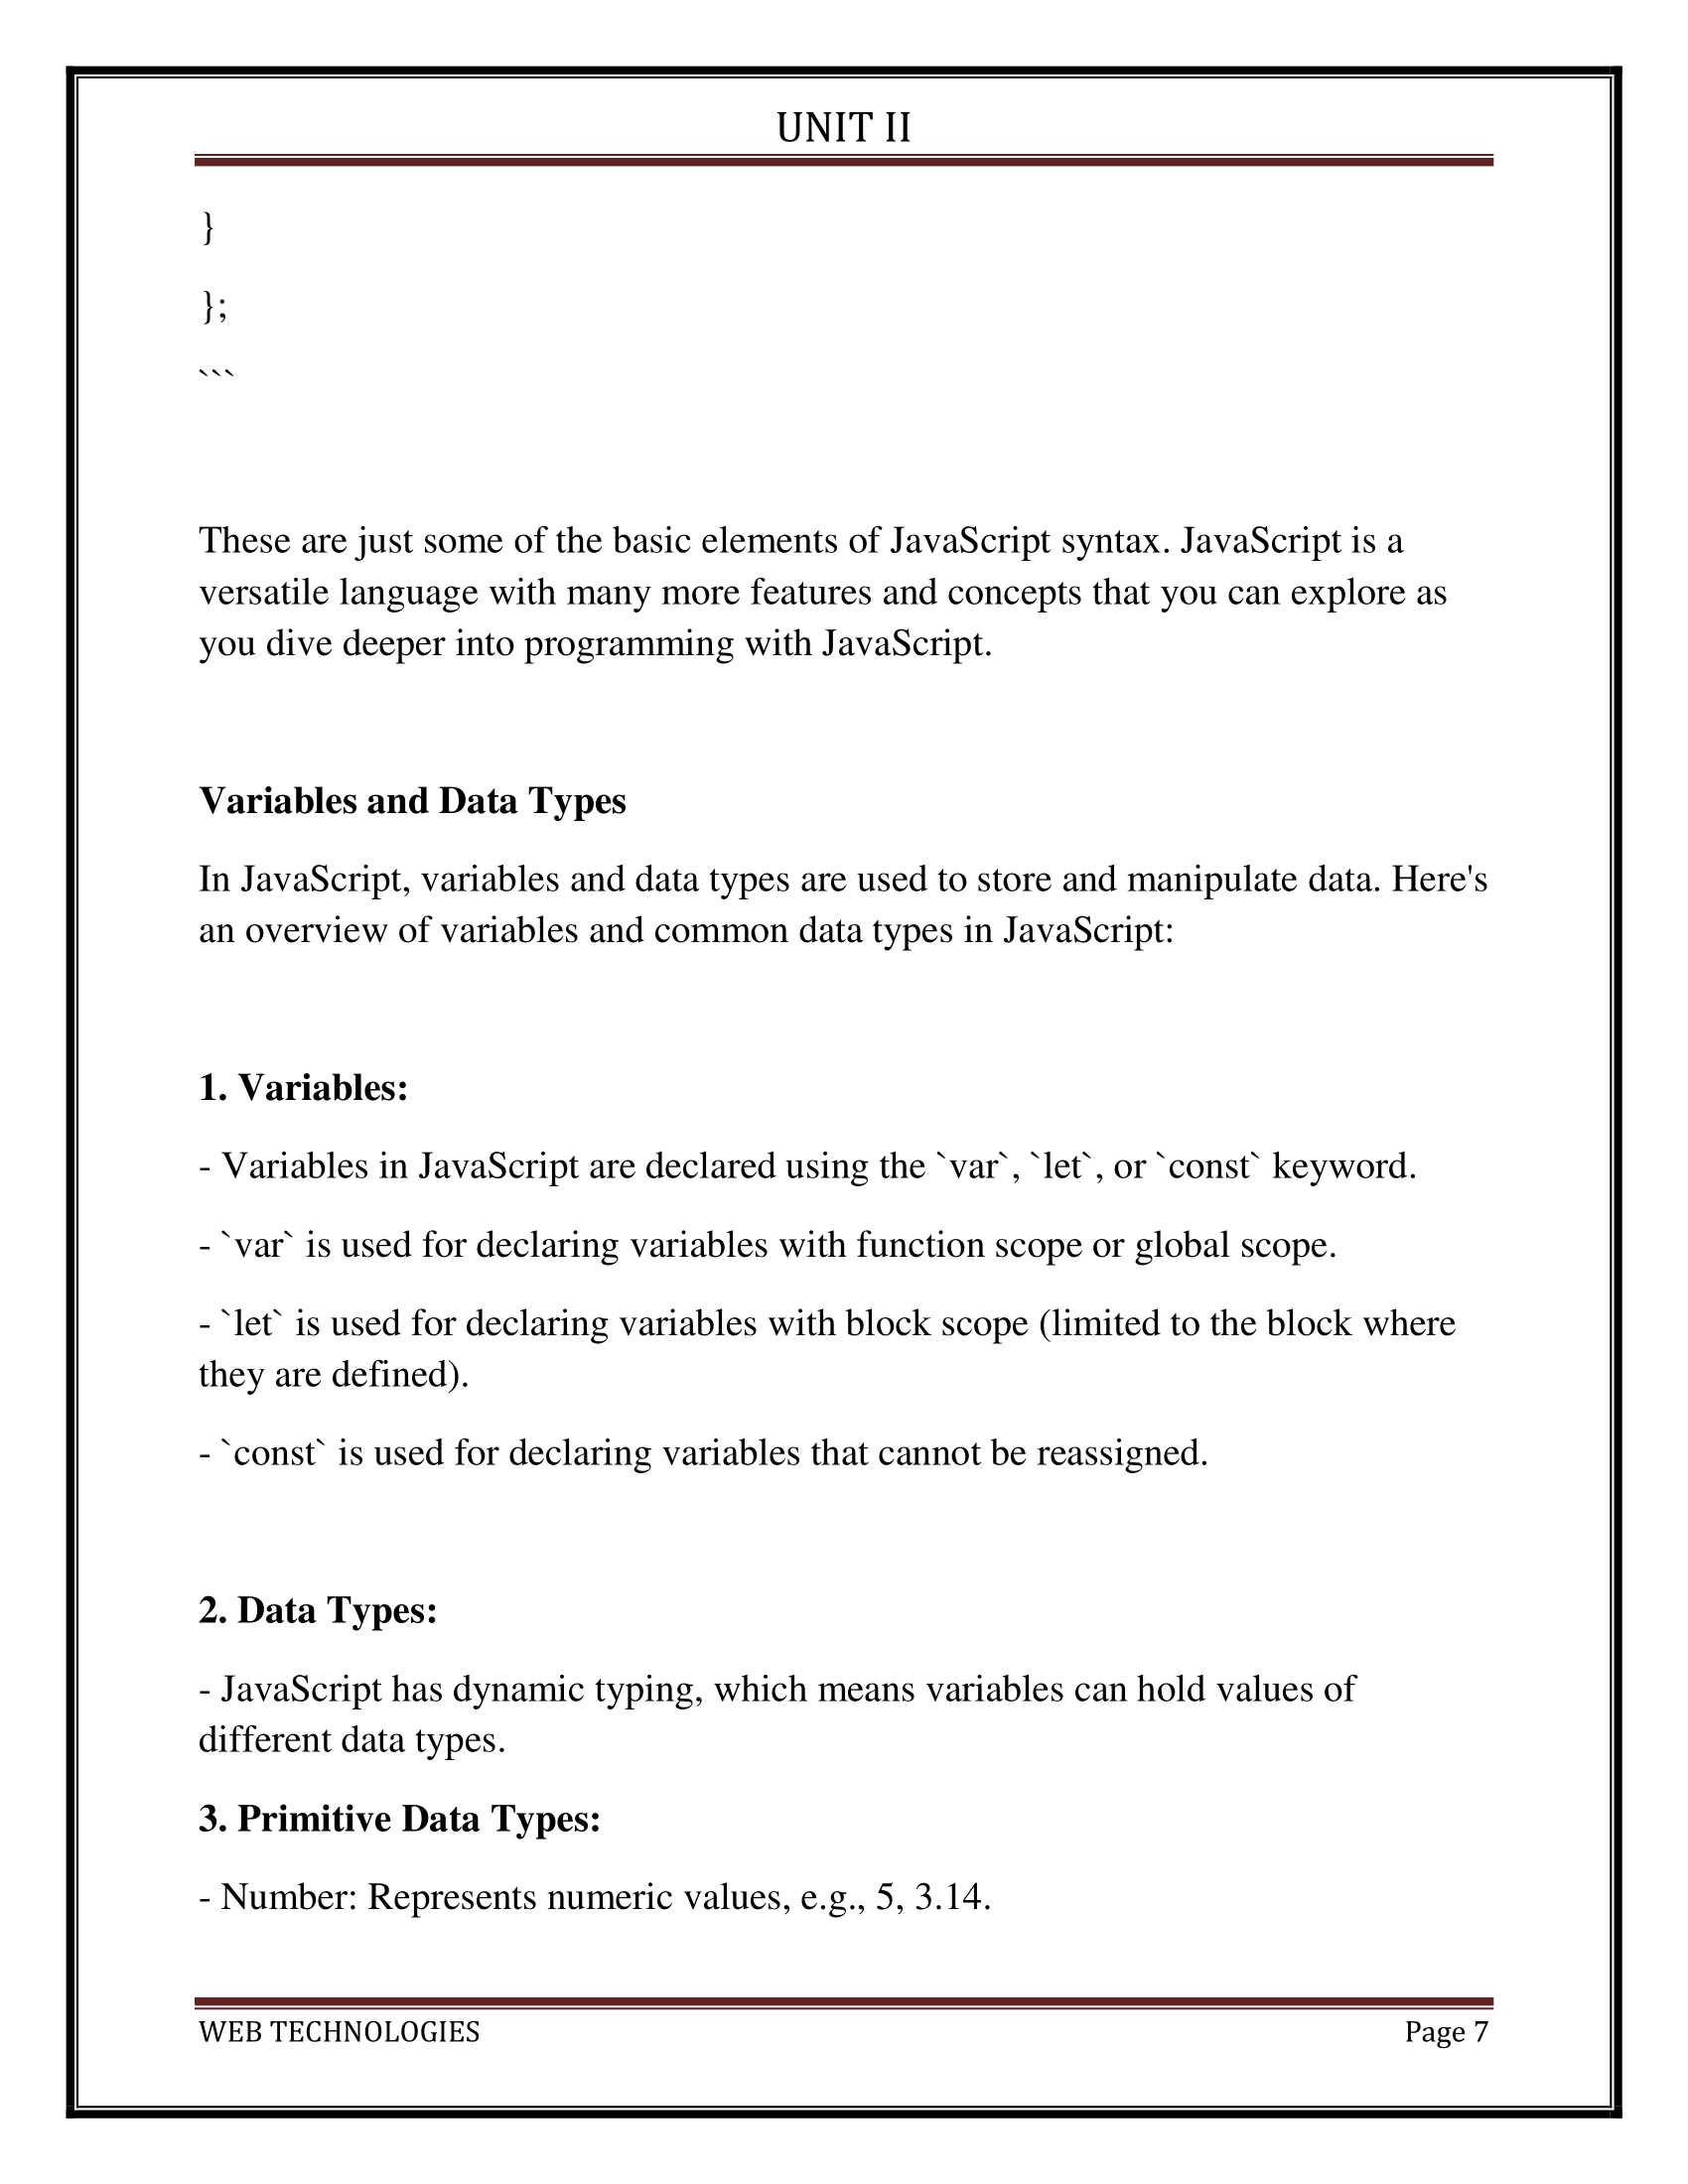 UNIT II
}
};
```
These are just some of the basic elements of JavaScript syntax. JavaScript is a
versatile language with many more features and concepts that you can explore as
you dive deeper into programming with JavaScript.
Variables and Data Types
In JavaScript, variables and data types are used to store and manipulate data. Here's
an overview of variables and common data types in JavaScript:
1. Variables:
- Variables in JavaScript are declared using the `var`, `let`, or `const` keyword.
- `var` is used for declaring variables with function scope or global scope.
- `let` is used for declaring variables with block scope (limited to the block where
they are defined).
- `const` is used for declaring variables that cannot be reassigned.
2. Data Types:
- JavaScript has dynamic typing, which means variables can hold values of
different data types.
3. Primitive Data Types:
- Number: Represents numeric values, e.g., 5, 3.14.
WEB TECHNOLOGIES Page 7